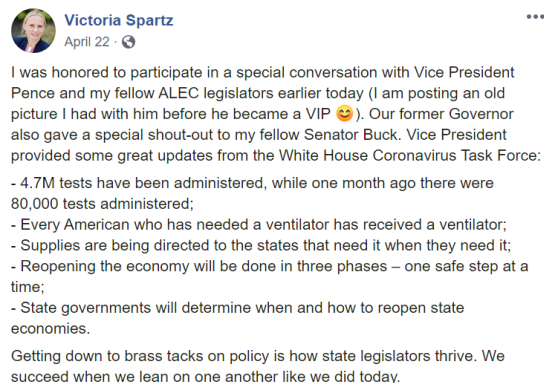 Victoria Spartz
April 22 ·
I was honored to participate in a special conversation with Vice President
Pence and my fellow ALEC legislators earlier today (I am posting an old
picture I had with him before he became a VIP 😊). Our former Governor
also gave a special shout-out to my fellow Senator Buck. Vice President
provided some great updates from the White House Coronavirus Task Force:
- 4.7M tests have been administered, while one month ago there were
80,000 tests administered;
- Every American who has needed a ventilator has received a ventilator;
- Supplies are being directed to the states that need it when they need it;
- Reopening the economy will be done in three phases – one safe step at a
time;
- State governments will determine when and how to reopen state
economies.
Getting down to brass tacks on policy is how state legislators thrive. We
succeed when we lean on one another like we did today.